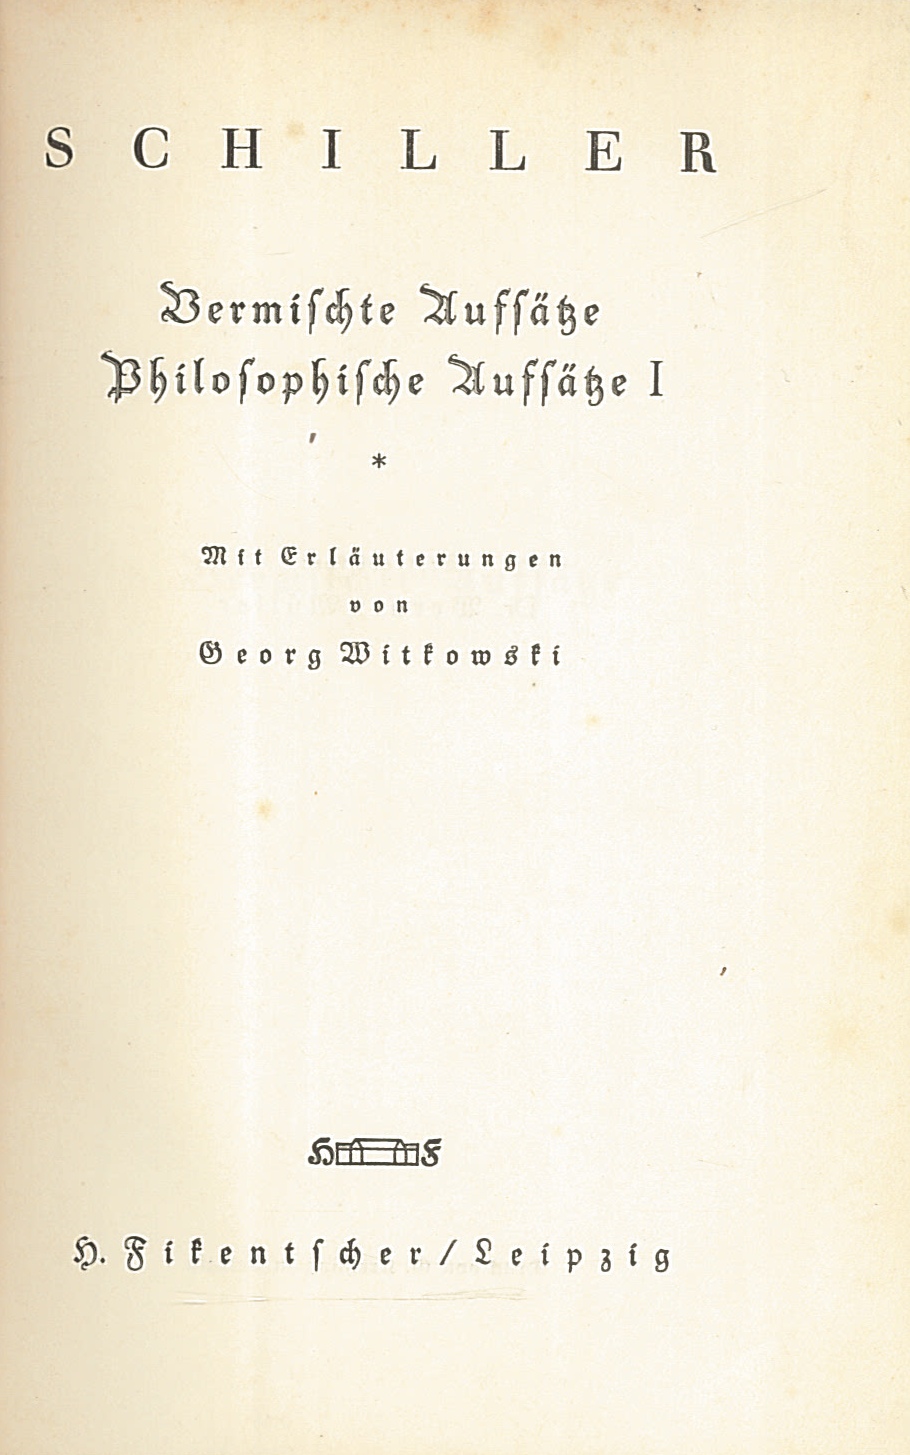 SCHILLER
Vermischte Aufsätze
Philosophische Aufsätze I
*
Mit Erläuterungen
von
Georg Witkowski
H F
H. Fikentscher / Leipzig